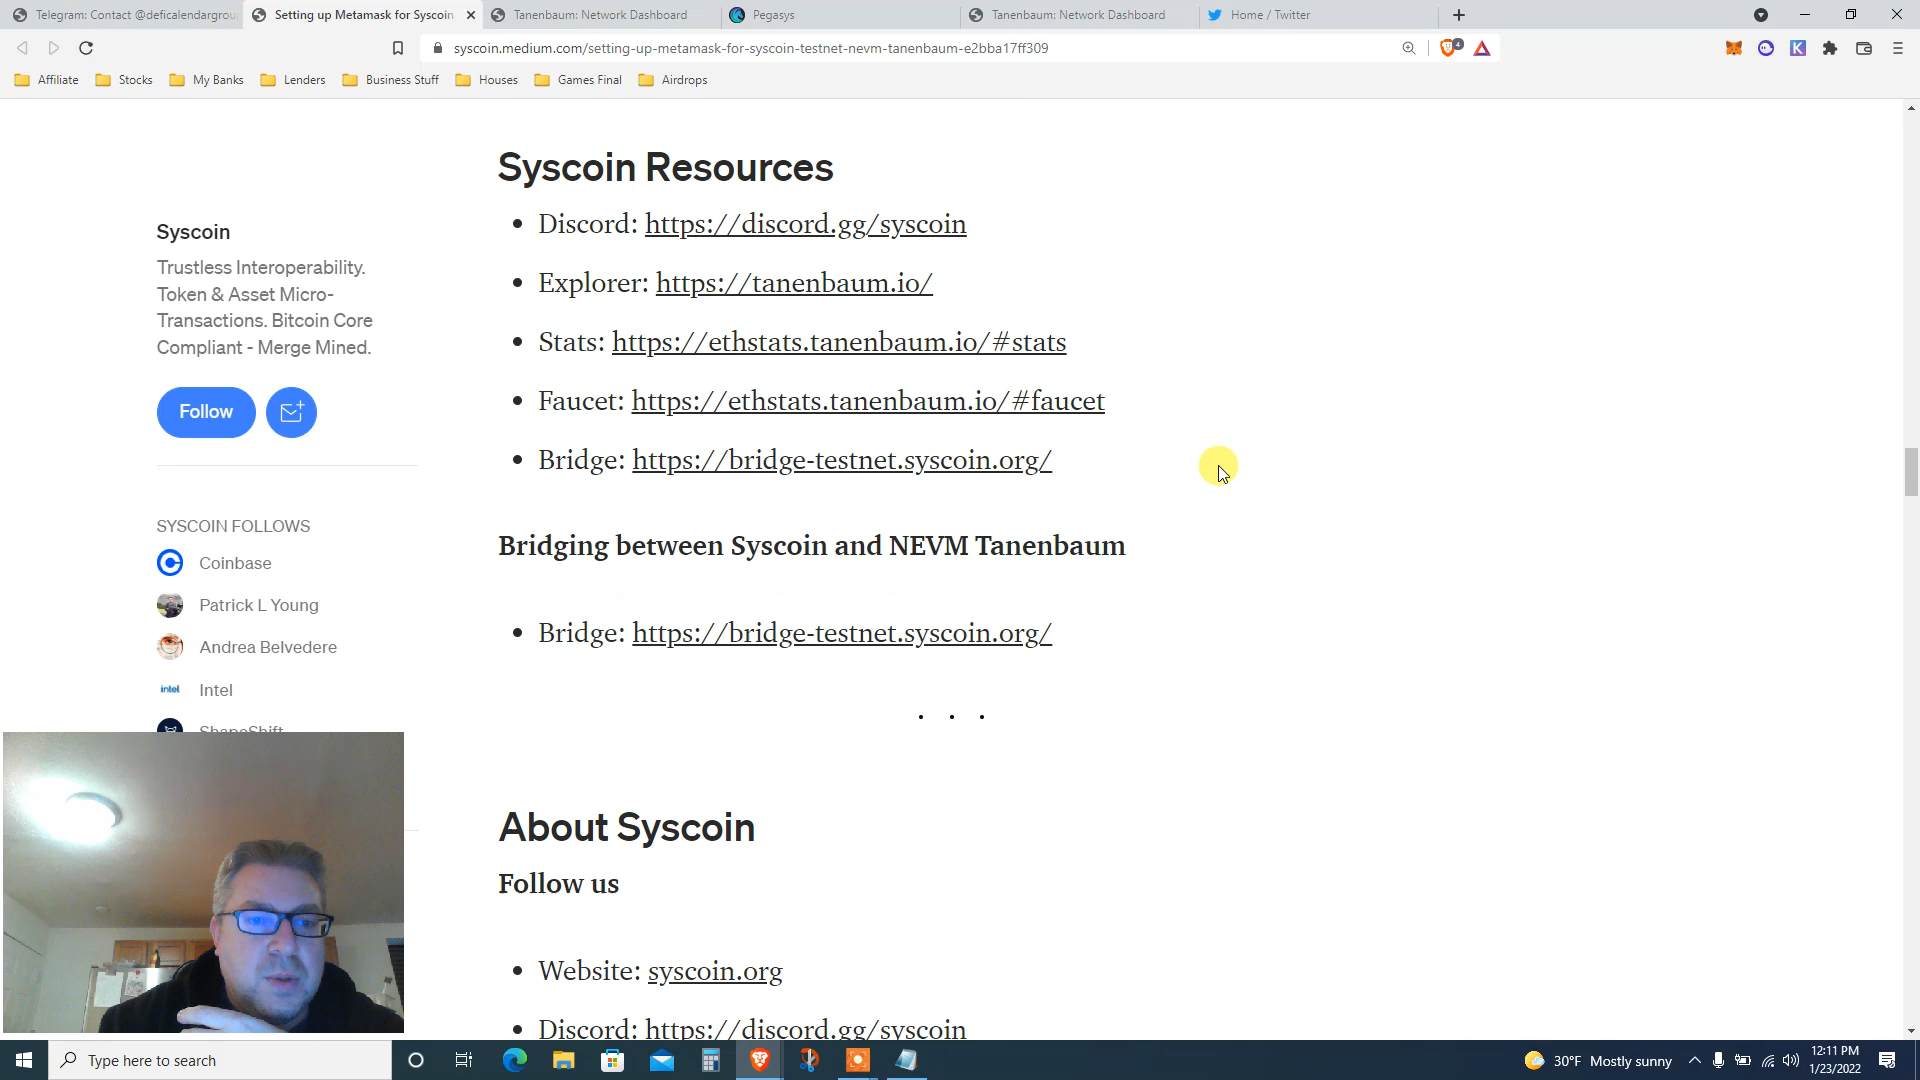 Telegram: Contact @deficalendargrou
Setting up Metamask for Syscoin
Tanenbaum: Network Dashboard
Pegasys
Tanenbaum: Network Dashboard
Home / Twitter
syscoin.medium.com/setting-up-metamask-for-syscoin-testnet-nevm-tanenbaum-e2bba17ff309
4
K
Affiliate
Stocks
My Banks
Lenders
Business Stuff
Houses
Games Final
Airdrops
Syscoin
Trustless Interoperability.
Token & Asset Micro-
Transactions. Bitcoin Core
Compliant - Merge Mined.
Follow
SYSCOIN FOLLOWS
Coinbase
Patrick L Young
Andrea Belvedere
intel
Intel
ShapeShift
Syscoin Resources
Discord: https://discord.gg/syscoin
Explorer: https://tanenbaum.io/
Stats: https://ethstats.tanenbaum.io/#stats
Faucet: https://ethstats.tanenbaum.io/#faucet
Bridge: https://bridge-testnet.syscoin.org/
Bridging between Syscoin and NEVM Tanenbaum
Bridge: https://bridge-testnet.syscoin.org/
. . .
About Syscoin
Follow us
Website: syscoin.org
Discord: https://discord.gg/syscoin
Type here to search
30°F Mostly sunny
12:11 PM
1/23/2022